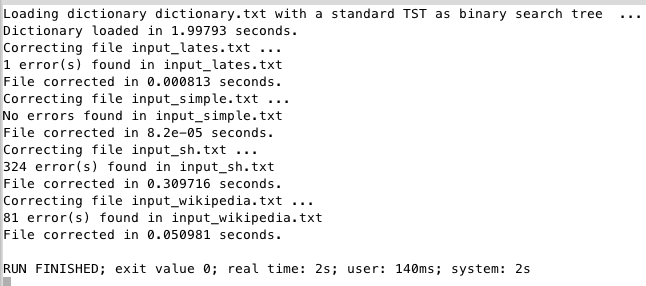 Loading dictionary dictionary.txt with a standard TST as binary search tree  ...
Dictionary loaded in 1.99793 seconds.
Correcting file input_lates.txt ...
1 error(s) found in input_lates.txt
File corrected in 0.000813 seconds.
Correcting file input_simple.txt ...
No errors found in input_simple.txt
File corrected in 8.2e-05 seconds.
Correcting file input_sh.txt ...
324 error(s) found in input_sh.txt
File corrected in 0.309716 seconds.
Correcting file input_wikipedia.txt ...
81 error(s) found in input_wikipedia.txt
File corrected in 0.050981 seconds.
RUN FINISHED; exit value 0; real time: 2s; user: 140ms; system: 2s